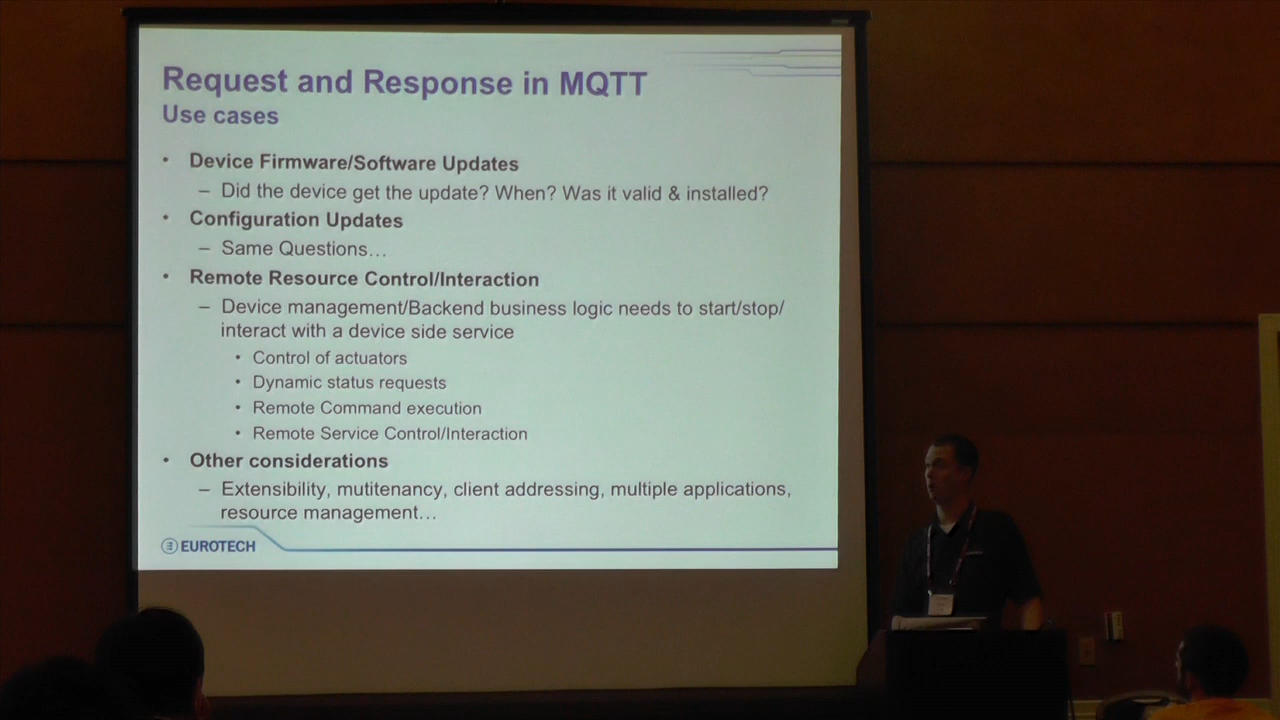 Request and Response in MQTT
Use cases
• Device Firmware/Software Updates
– Did the device get the update? When? Was it valid & installed?
• Configuration Updates
– Same Questions…
• Remote Resource Control/Interaction
– Device management/Backend business logic needs to start/stop/
interact with a device side service
• Control of actuators
• Dynamic status requests
• Remote Command execution
• Remote Service Control/Interaction
• Other considerations
– Extensibility, mutitenancy, client addressing, multiple applications,
resource management…
EUROTECH